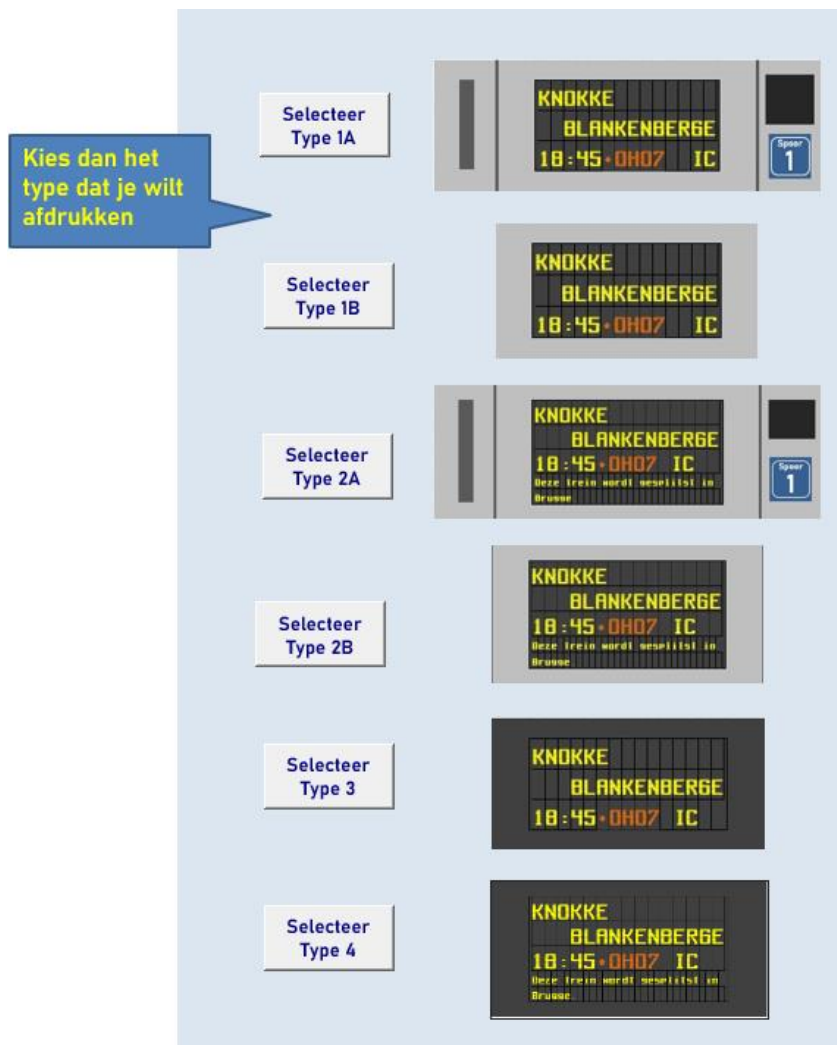 Kies dan het
type dat je wilt
afdrukken
Selecteer
Type 1A
KNOKKE
BLANKENBERGE
18:45+0H07 IC
Spoor
1
Selecteer
Type 1B
KNOKKE
BLANKENBERGE
18:45+0H07 IC
Selecteer
Type 2A
KNOKKE
BLANKENBERGE
18:45+0H07 IC
Deze trein wordt gesplitst in
Brugge
Spoor
1
Selecteer
Type 2B
KNOKKE
BLANKENBERGE
18:45+0H07 IC
Deze trein wordt gesplitst in
Brugge
Selecteer
Type 3
KNOKKE
BLANKENBERGE
18:45+0H07 IC
Selecteer
Type 4
KNOKKE
BLANKENBERGE
18:45+0H07 IC
Deze trein wordt gesplitst in
Brugge